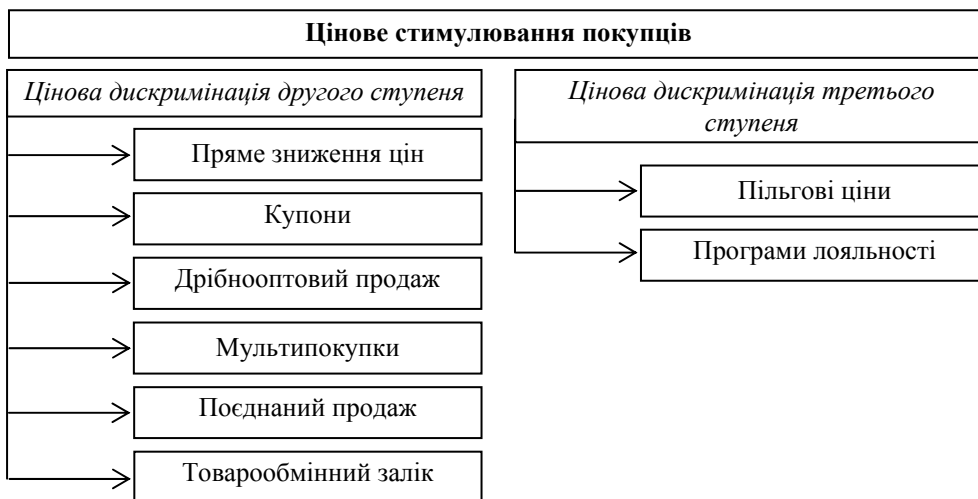 Цінове стимулювання покупців
Цінова дискримінація другого ступеня
Пряме зниження цін
Купони
Дрібнооптовий продаж
Мультипокупки
Поєднаний продаж
Товарообмінний залік
Цінова дискримінація третього
ступеня
Пільгові ціни
Програми лояльності